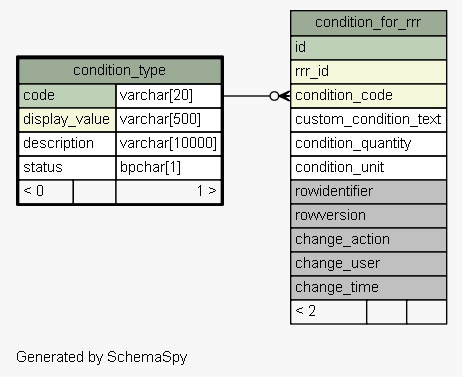 condition_type
code varchar[20]
display_value varchar[500]
description varchar[10000]
status bpchar[1]
< 0 1 >
condition_for_rrr
id
rrr_id
condition_code
custom_condition_text
condition_quantity
condition_unit
rowidentifier
rowversion
change_action
change_user
change_time
< 2
Generated by SchemaSpy